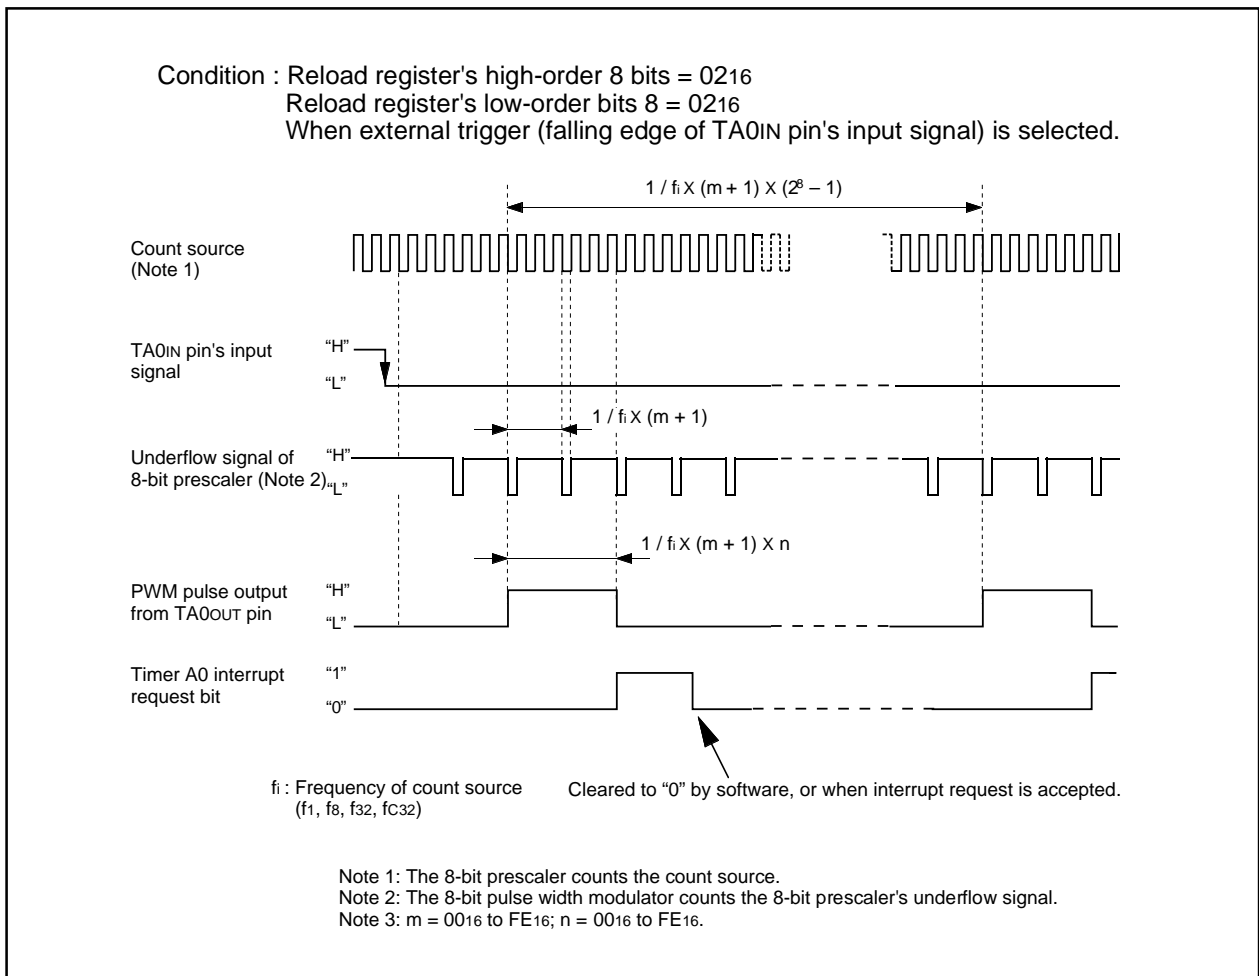 Condition : Reload register's high-order 8 bits = 0216
Reload register's low-order bits 8 = 0216
When external trigger (falling edge of TA0IN pin's input signal) is selected.
1 / fi X (m + 1) X (2⁸ – 1)
Count source
(Note 1)
TA0IN pin's input
signal
“H”
“L”
1 / fi X (m + 1)
Underflow signal of
8-bit prescaler (Note 2)
“H”
“L”
1 / fi X (m + 1) X n
PWM pulse output
from TA0OUT pin
“H”
“L”
Timer A0 interrupt
request bit
“1”
“0”
fi : Frequency of count source
(f1, f8, f32, fC32)
Cleared to “0” by software, or when interrupt request is accepted.
Note 1: The 8-bit prescaler counts the count source.
Note 2: The 8-bit pulse width modulator counts the 8-bit prescaler's underflow signal.
Note 3: m = 0016 to FE16; n = 0016 to FE16.